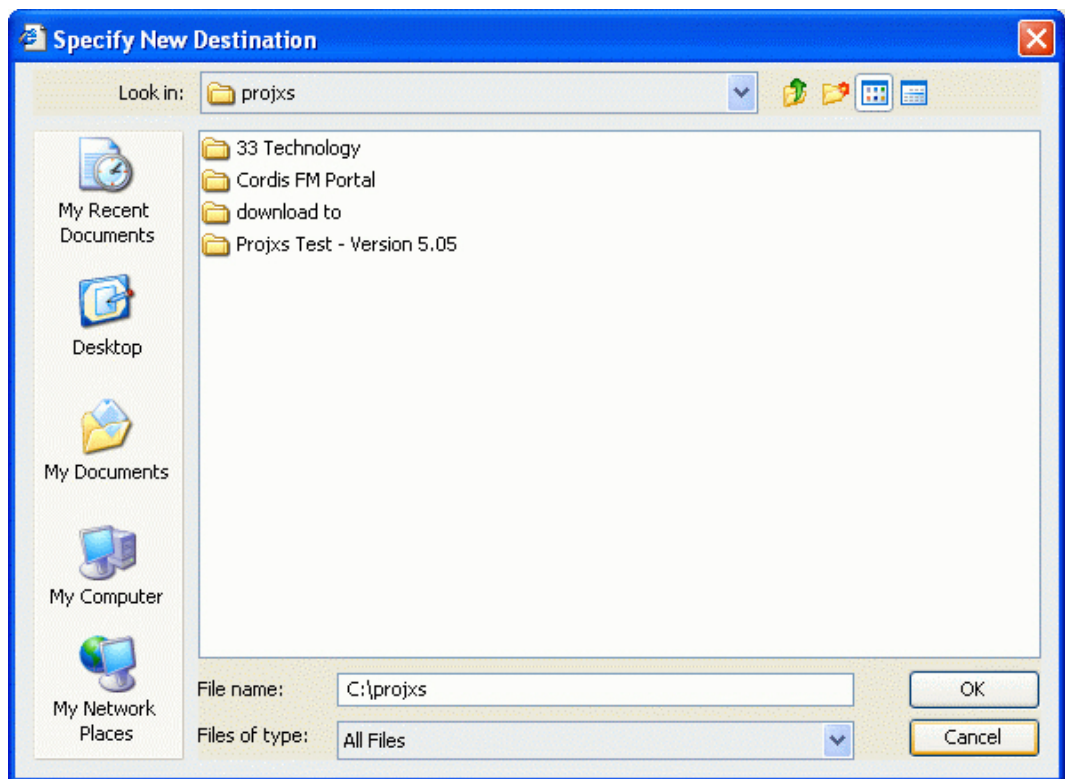 Specify New Destination
Look in: projxs
33 Technology
Cordis FM Portal
download to
Projxs Test - Version 5.05
My Recent
Documents
Desktop
My Documents
My Computer
My Network
Places
File name: C:\projxs OK
Files of type: All Files Cancel